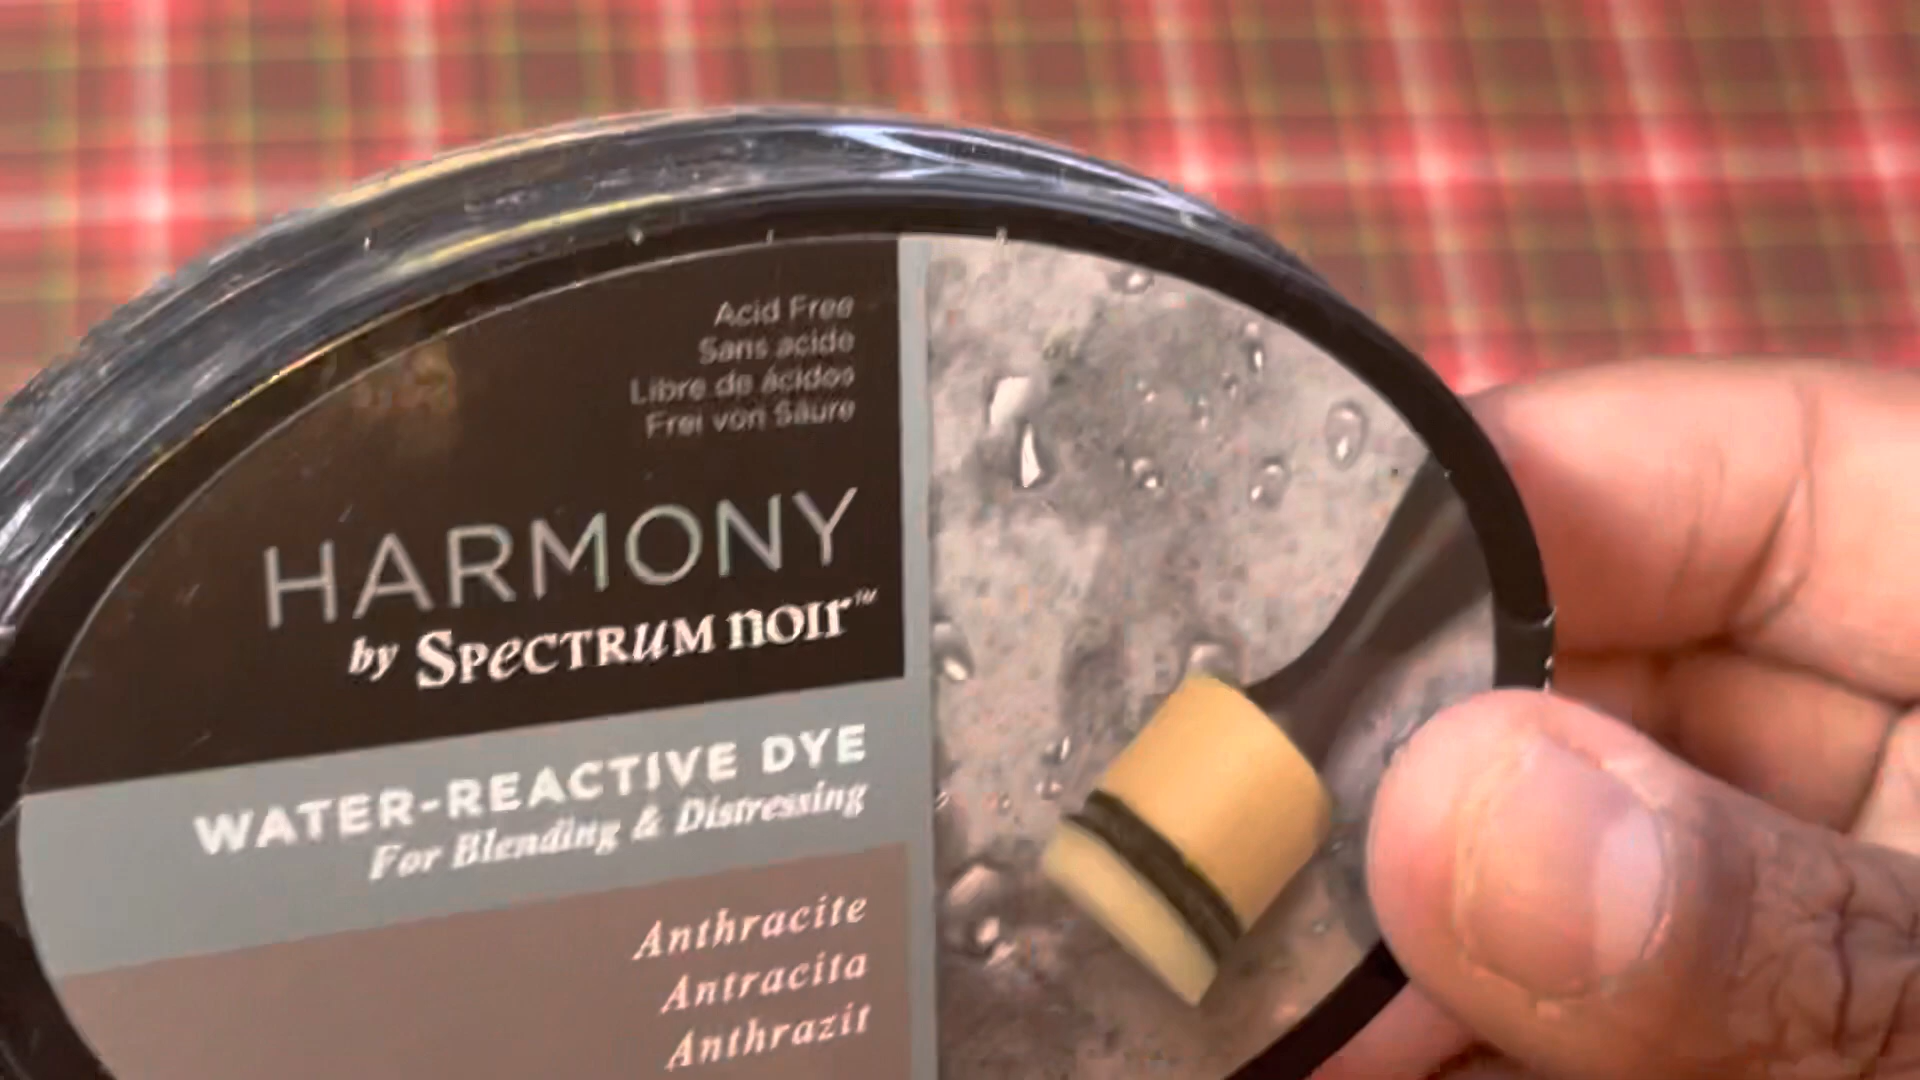 Acid Free
Sans acide
Libre de ácidos
Frei von Säure
HARMONY
by SPECTRUM NOIR™
WATER-REACTIVE DYE
For Blending & Distressing
Anthracite
Antracita
Anthrazit